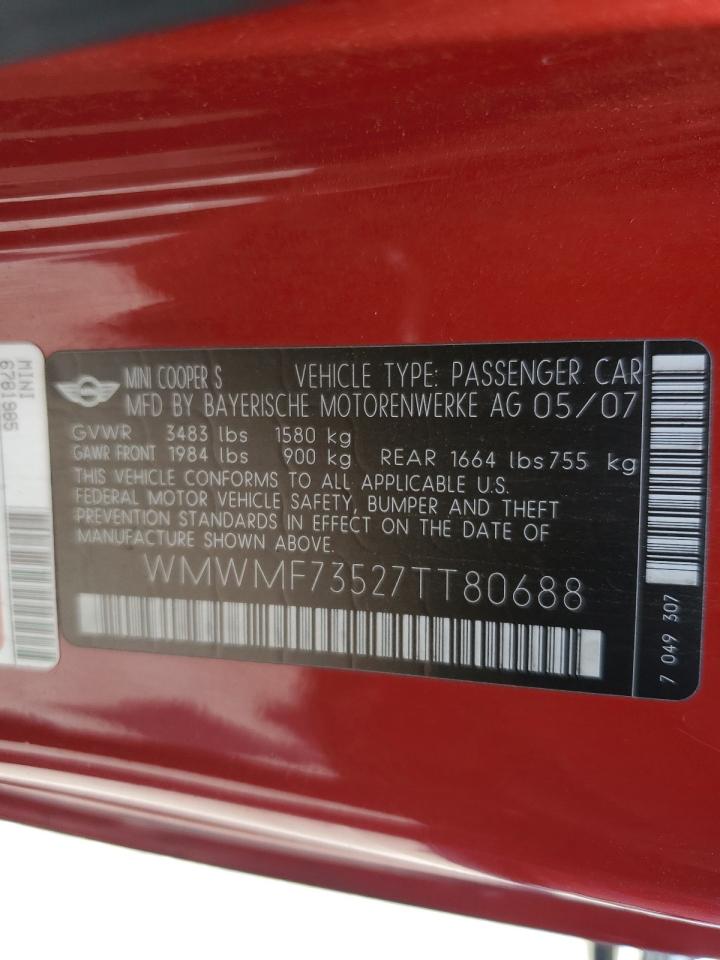 MINI
6781985
MINI COOPER S VEHICLE TYPE: PASSENGER CAR
MFD BY BAYERISCHE MOTORENWERKE AG 05/07
GVWR 3483 lbs 1580 kg
GAWR FRONT 1984 lbs 900 kg REAR 1664 lbs 755 kg
THIS VEHICLE CONFORMS TO ALL APPLICABLE U.S.
FEDERAL MOTOR VEHICLE SAFETY, BUMPER AND THEFT
PREVENTION STANDARDS IN EFFECT ON THE DATE OF
MANUFACTURE SHOWN ABOVE.
WMWMF73527TT80688
7 049 307